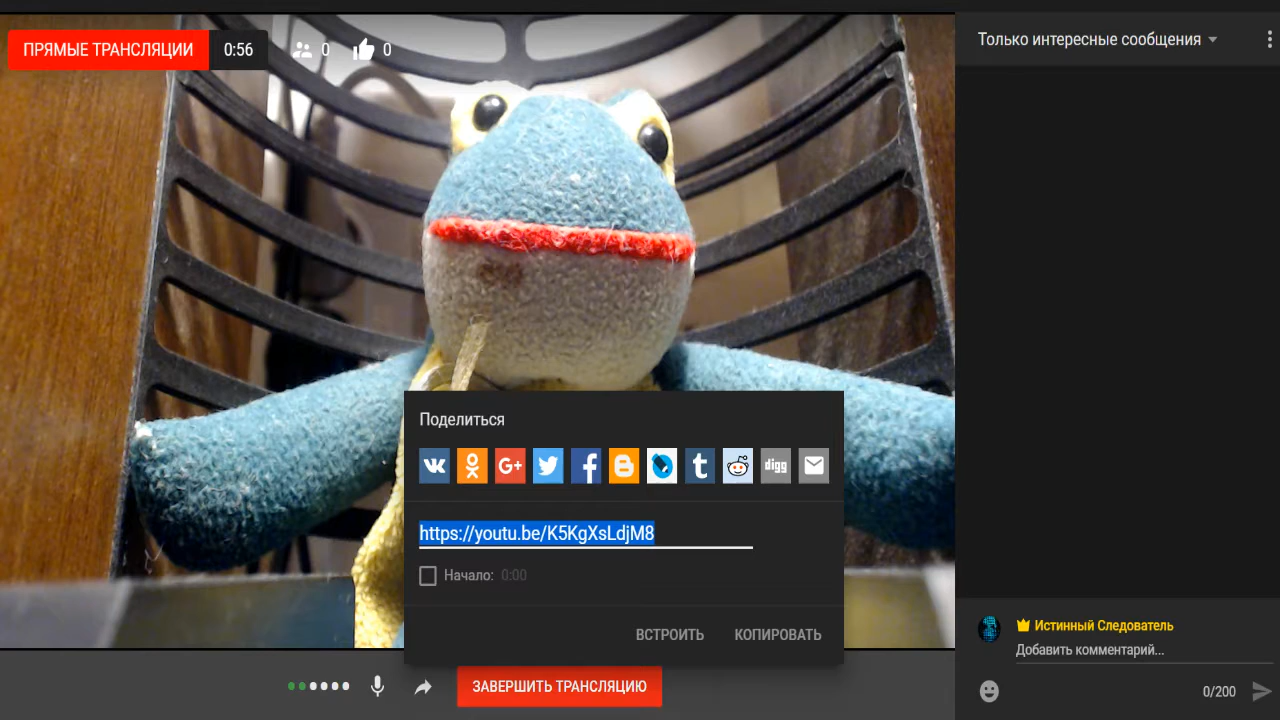 ПРЯМЫЕ ТРАНСЛЯЦИИ 0:56 0 0
Только интересные сообщения
Поделиться
G+ t digg
https://youtu.be/K5KgXsLdjM8
Начало: 0:00
ВСТРОИТЬ КОПИРОВАТЬ
ЗАВЕРШИТЬ ТРАНСЛЯЦИЮ
Истинный Следователь
Добавить комментарий...
0/200